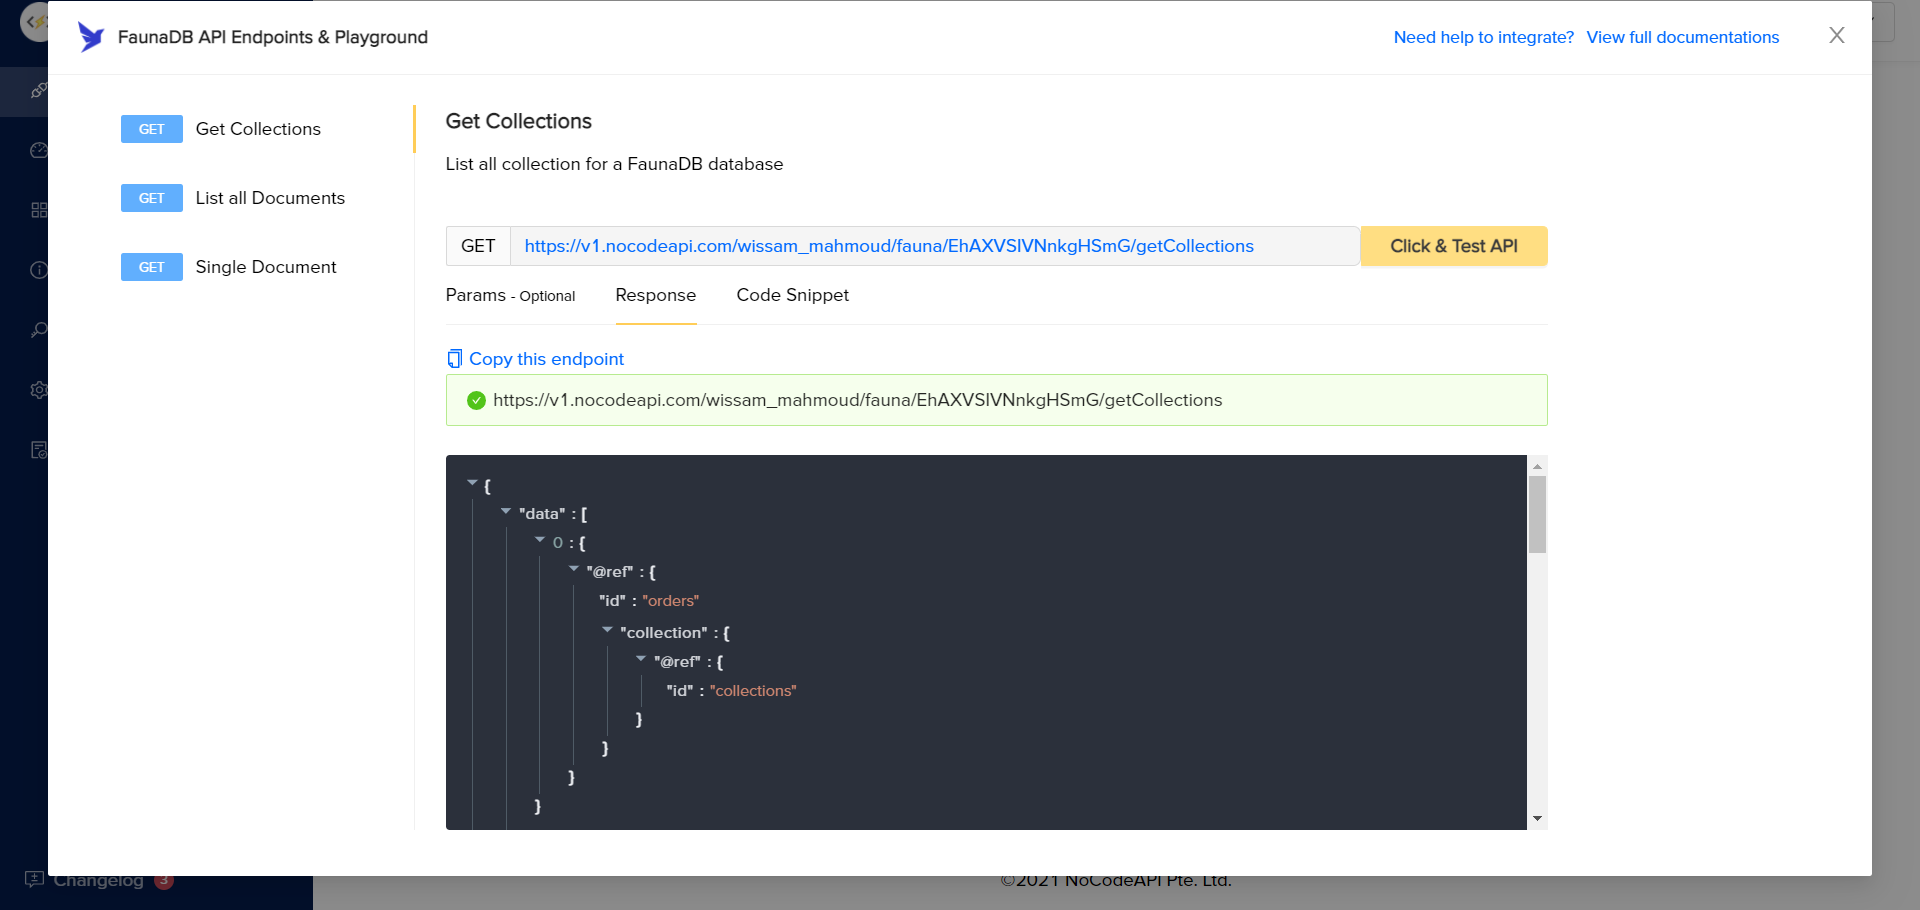 FaunaDB API Endpoints & Playground
Need help to integrate? View full documentations
X
GET Get Collections
GET List all Documents
GET Single Document
Get Collections
List all collection for a FaunaDB database
GET https://v1.nocodeapi.com/wissam_mahmoud/fauna/EhAXVSlVNnkgHSmG/getCollections Click & Test API
Params - Optional Response Code Snippet
Copy this endpoint
https://v1.nocodeapi.com/wissam_mahmoud/fauna/EhAXVSlVNnkgHSmG/getCollections
{
"data" : [
0 : {
"@ref" : {
"id" : "orders"
"collection" : {
"@ref" : {
"id" : "collections"
}
}
}
}
Changelog 3
©2021 NoCodeAPI Pte. Ltd.